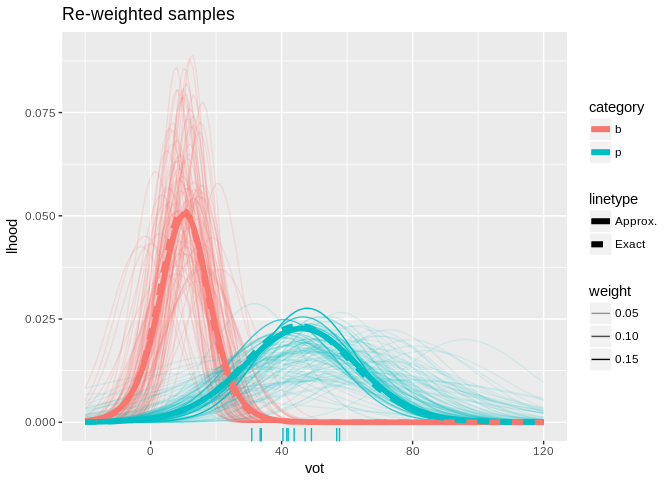 Re-weighted samples
0.075
0.050
0.025
0.000
lhood
0
40
80
120
vot
category
b
p
linetype
Approx.
Exact
weight
0.05
0.10
0.15